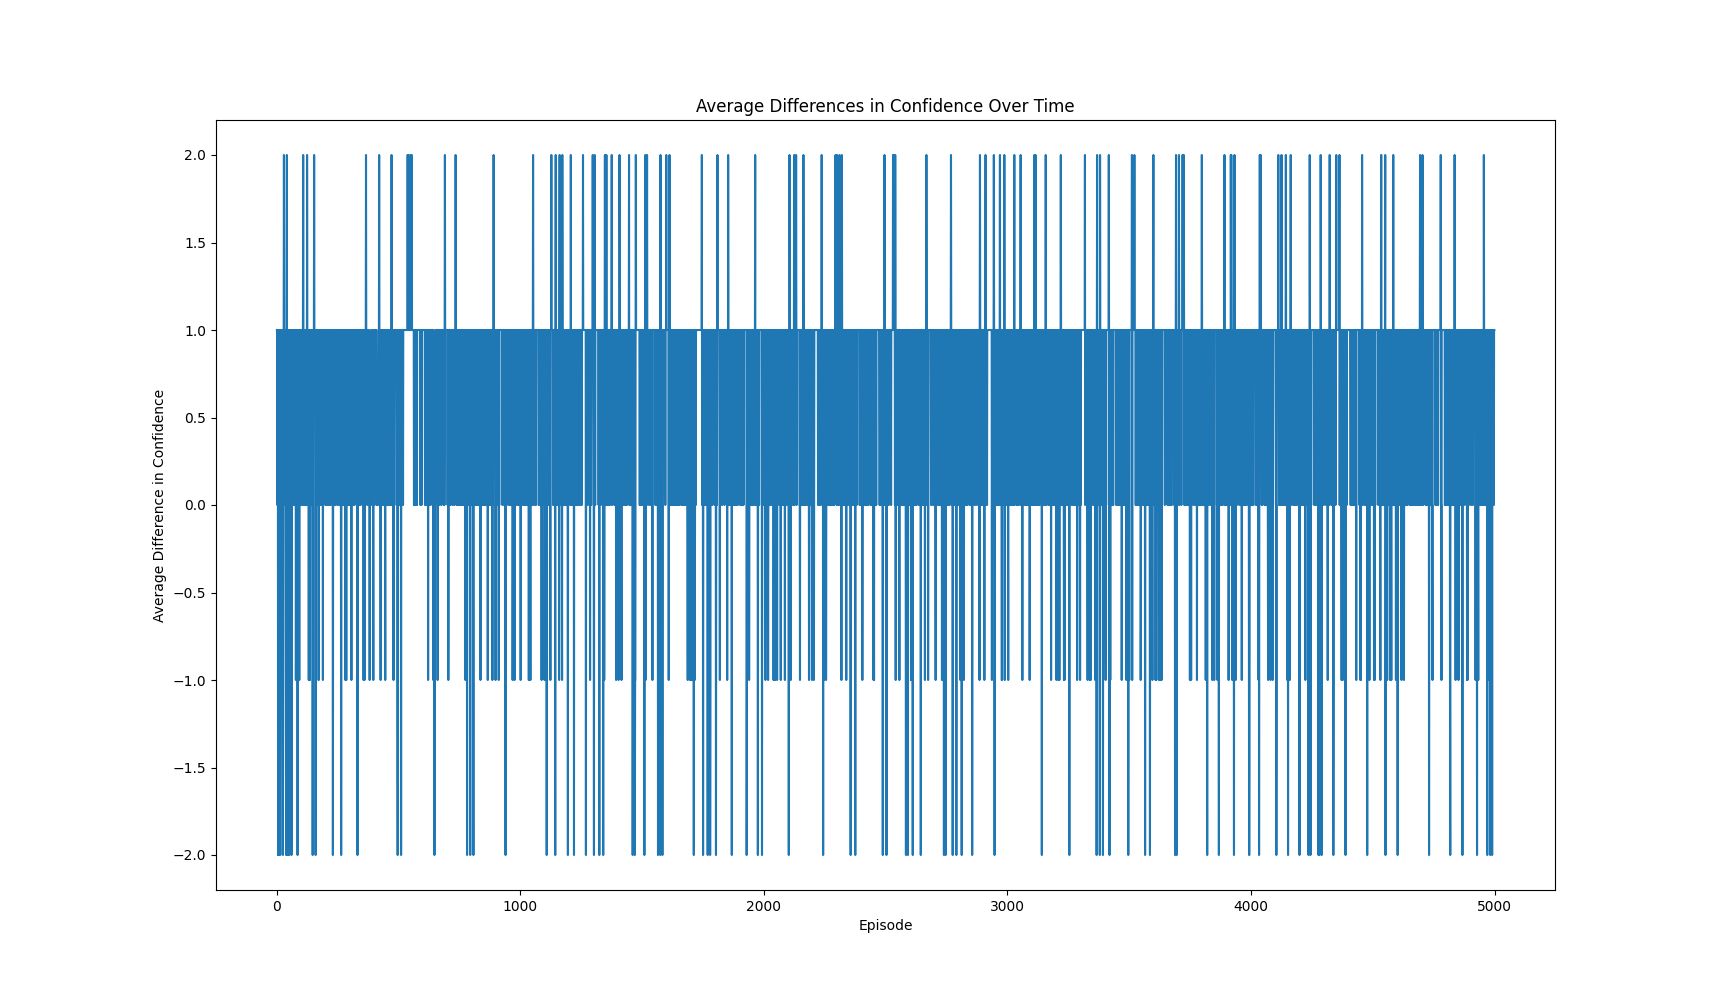 Average Differences in Confidence Over Time
Average Difference in Confidence
2.0
1.5
1.0
0.5
0.0
−0.5
−1.0
−1.5
−2.0
0 1000 2000 3000 4000 5000
Episode